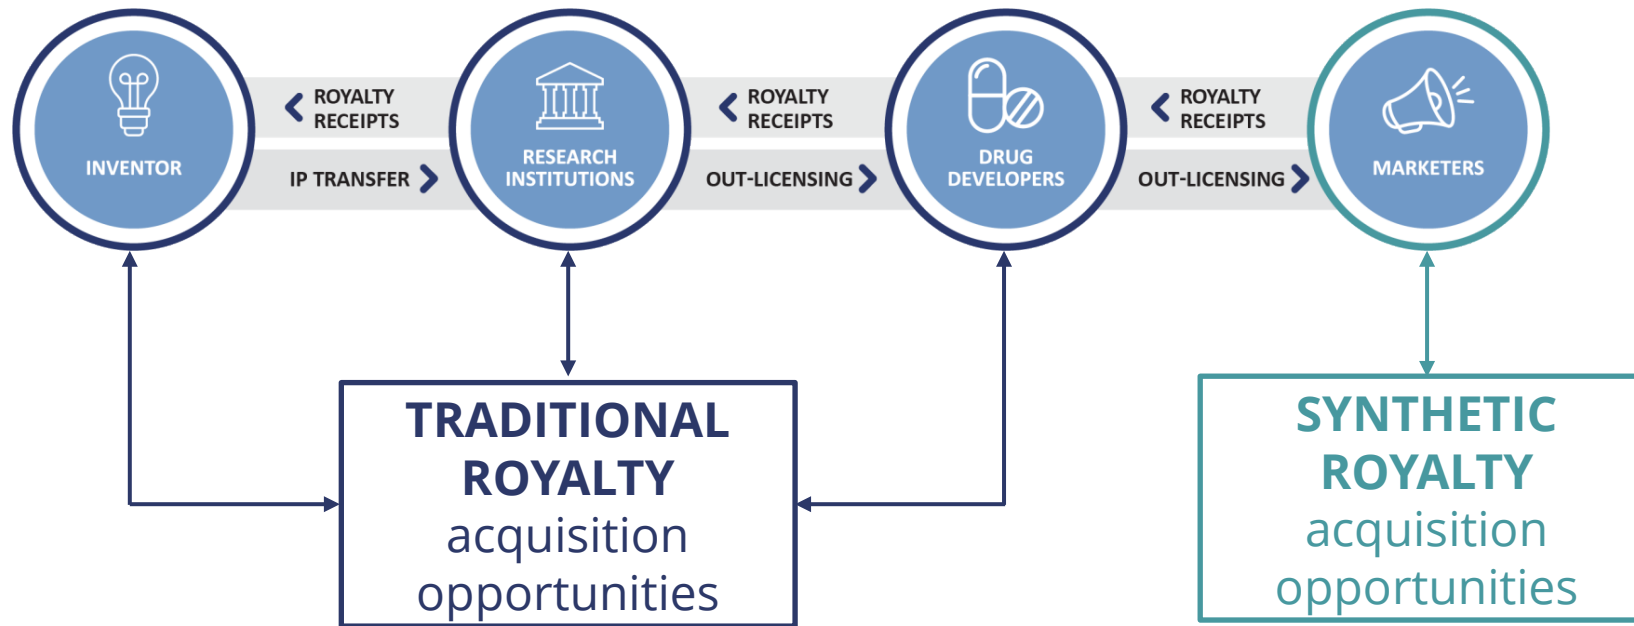 INVENTOR
ROYALTY
RECEIPTS
IP TRANSFER
RESEARCH
INSTITUTIONS
ROYALTY
RECEIPTS
OUT-LICENSING
DRUG
DEVELOPERS
ROYALTY
RECEIPTS
OUT-LICENSING
MARKETERS
TRADITIONAL
ROYALTY
acquisition
opportunities
SYNTHETIC
ROYALTY
acquisition
opportunities